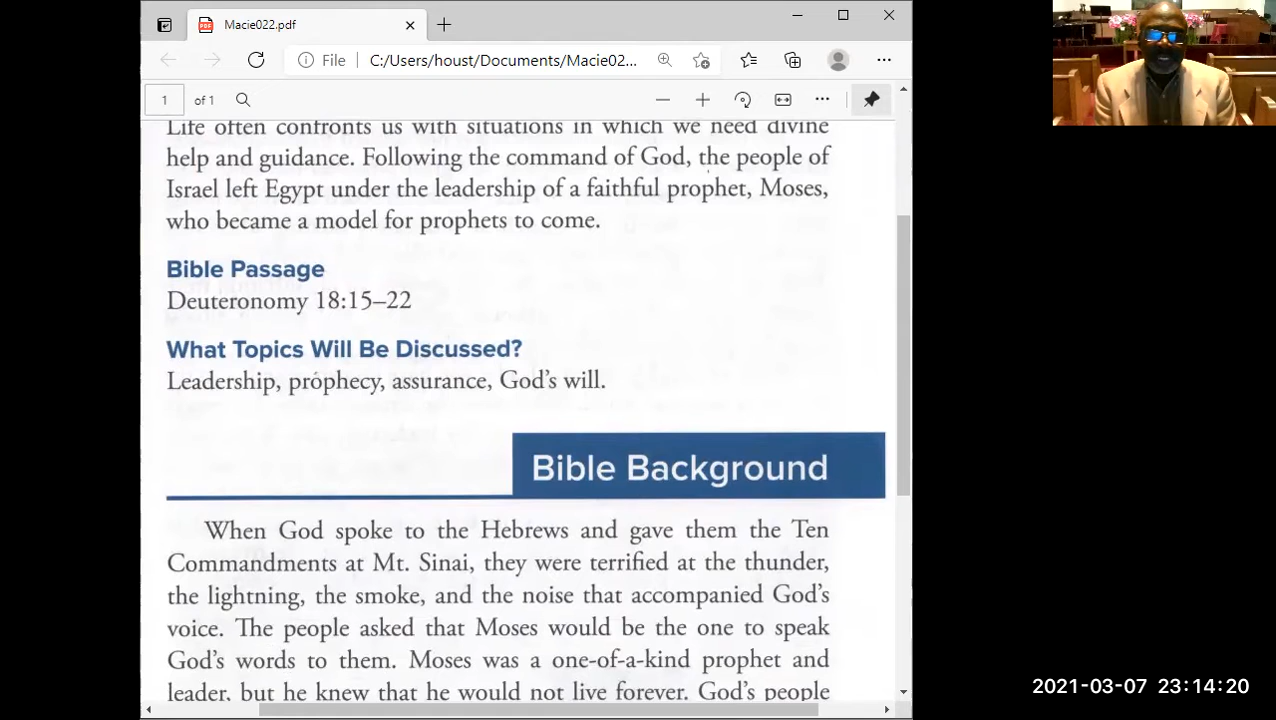 Macie022.pdf
File C:/Users/houst/Documents/Macie02...
1 of 1
Life often confronts us with situations in which we need divine
help and guidance. Following the command of God, the people of
Israel left Egypt under the leadership of a faithful prophet, Moses,
who became a model for prophets to come.
Bible Passage
Deuteronomy 18:15–22
What Topics Will Be Discussed?
Leadership, prophecy, assurance, God’s will.
Bible Background
When God spoke to the Hebrews and gave them the Ten
Commandments at Mt. Sinai, they were terrified at the thunder,
the lightning, the smoke, and the noise that accompanied God’s
voice. The people asked that Moses would be the one to speak
God’s words to them. Moses was a one-of-a-kind prophet and
leader, but he knew that he would not live forever. God’s people
2021-03-07 23:14:20